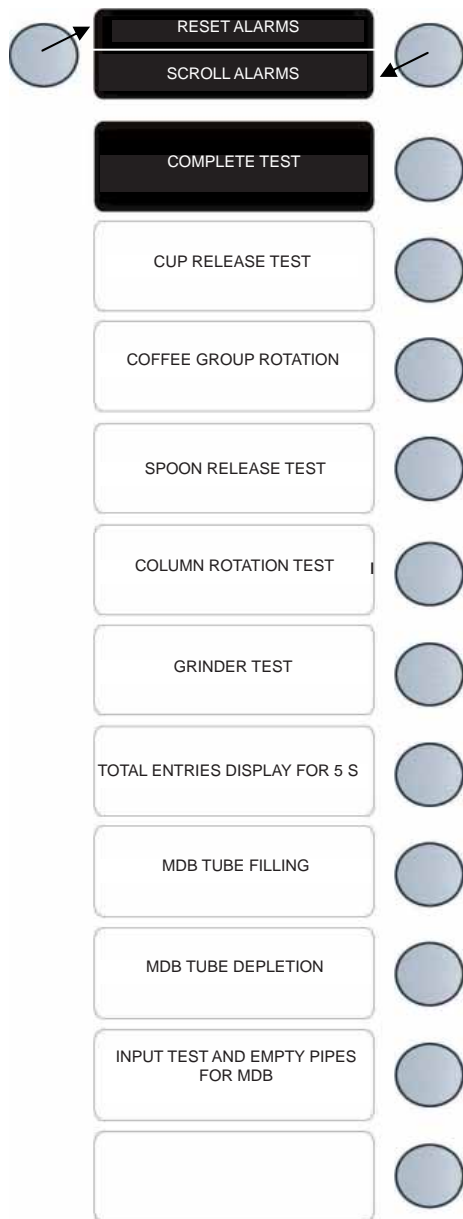 RESET ALARMS
SCROLL ALARMS
COMPLETE TEST
CUP RELEASE TEST
COFFEE GROUP ROTATION
SPOON RELEASE TEST
COLUMN ROTATION TEST
GRINDER TEST
TOTAL ENTRIES DISPLAY FOR 5 S
MDB TUBE FILLING
MDB TUBE DEPLETION
INPUT TEST AND EMPTY PIPES
FOR MDB